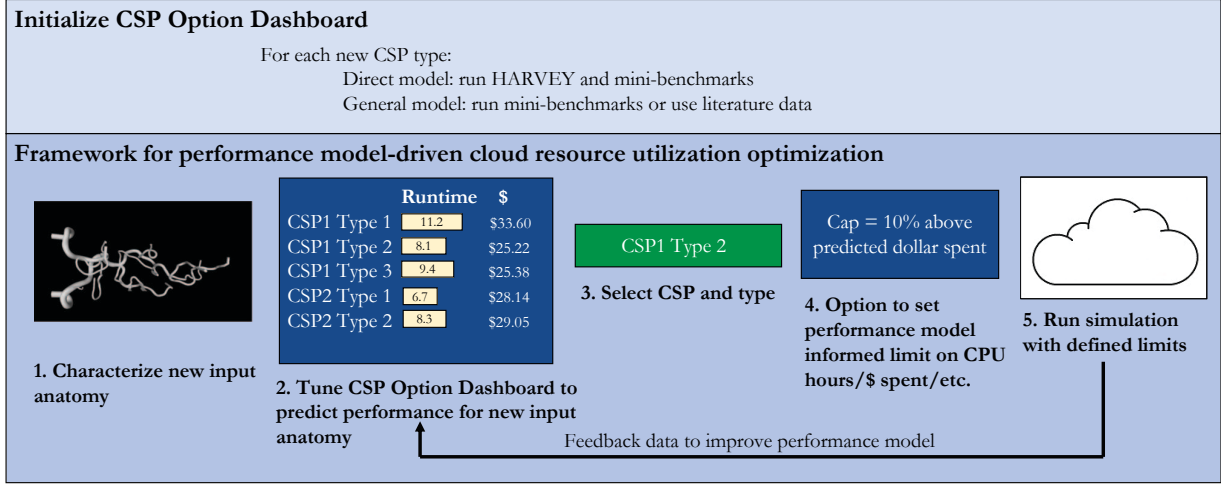 Initialize CSP Option Dashboard
For each new CSP type:
Direct model: run HARVEY and mini-benchmarks
General model: run mini-benchmarks or use literature data
Framework for performance model-driven cloud resource utilization optimization
1. Characterize new input
anatomy
Runtime $
CSP1 Type 1 11.2 $33.60
CSP1 Type 2 8.1 $25.22
CSP1 Type 3 9.4 $25.38
CSP2 Type 1 6.7 $28.14
CSP2 Type 2 8.3 $29.05
2. Tune CSP Option Dashboard to
predict performance for new input
anatomy
CSP1 Type 2
3. Select CSP and type
Cap = 10% above
predicted dollar spent
4. Option to set
performance model
informed limit on CPU
hours/$ spent/etc.
5. Run simulation
with defined limits
Feedback data to improve performance model